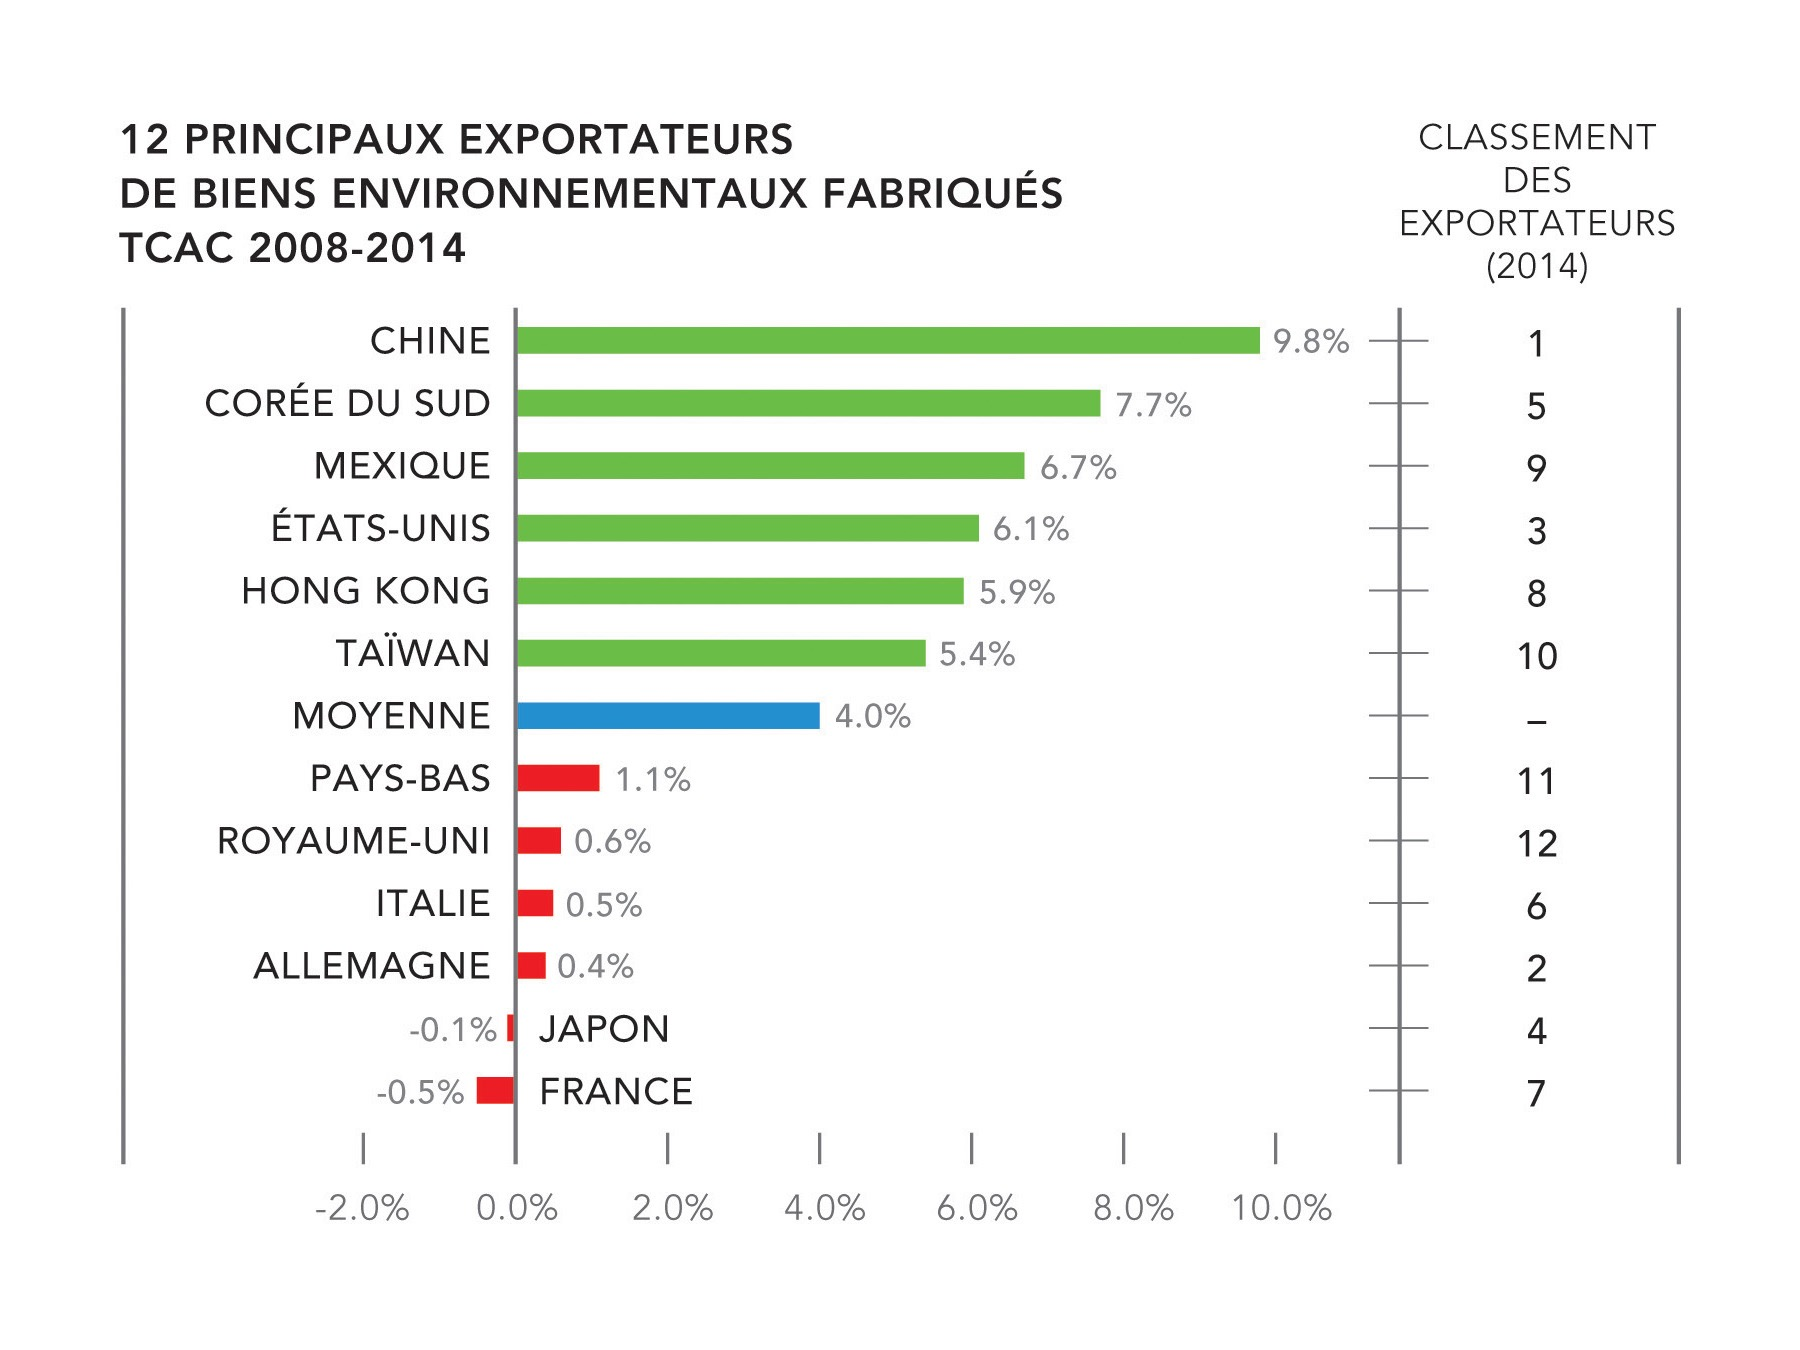 12 PRINCIPAUX EXPORTATEURS
DE BIENS ENVIRONNEMENTAUX FABRIQUÉS
TCAC 2008-2014
CLASSEMENT
DES
EXPORTATEURS
(2014)
CHINE 9.8% 1
CORÉE DU SUD 7.7% 5
MEXIQUE 6.7% 9
ÉTATS-UNIS 6.1% 3
HONG KONG 5.9% 8
TAÏWAN 5.4% 10
MOYENNE 4.0% –
PAYS-BAS 1.1% 11
ROYAUME-UNI 0.6% 12
ITALIE 0.5% 6
ALLEMAGNE 0.4% 2
-0.1% JAPON 4
-0.5% FRANCE 7
-2.0% 0.0% 2.0% 4.0% 6.0% 8.0% 10.0%